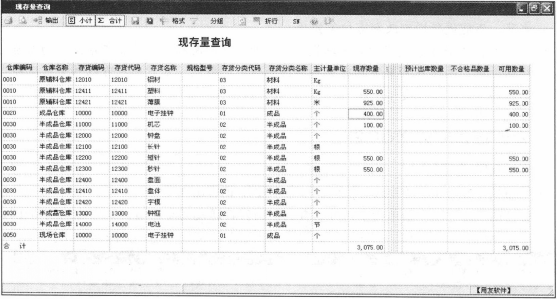 现存量查询
输出 小计 Σ 合计 格式 分组 折行
现存量查询
仓库编码 仓库名称 存货编码 存货代码 存货名称 规格型号 存货分类代码 存货分类名称 主计量单位 现存数量 预计出库数量 不合格品数量 可用数量
0010 原辅料仓库 12010 12010 铝材 03 材料 Kg
0010 原辅料仓库 12411 12411 塑料 03 材料 Kg 550.00 550.00
0010 原辅料仓库 12421 12421 薄膜 03 材料 米 925.00 925.00
0020 成品仓库 10000 10000 电子挂钟 01 成品 个 400.00 400.00
0030 半成品仓库 11000 11000 机芯 02 半成品 个 100.00 100.00
0030 半成品仓库 12000 12000 钟盘 02 半成品 个
0030 半成品仓库 12100 12100 长针 02 半成品 根
0030 半成品仓库 12200 12200 短针 02 半成品 根 550.00 550.00
0030 半成品仓库 12300 12300 秒针 02 半成品 根 550.00 550.00
0030 半成品仓库 12400 12400 盘面 02 半成品 个
0030 半成品仓库 12410 12410 盘体 02 半成品 个
0030 半成品仓库 12420 12420 字模 02 半成品 个
0030 半成品仓库 13000 13000 钟框 02 半成品 个
0030 半成品仓库 14000 14000 电池 02 半成品 节
0050 现场仓库 10000 10000 电子挂钟 01 成品 个
合 计 3,075.00 3,075.00
【用友软件】